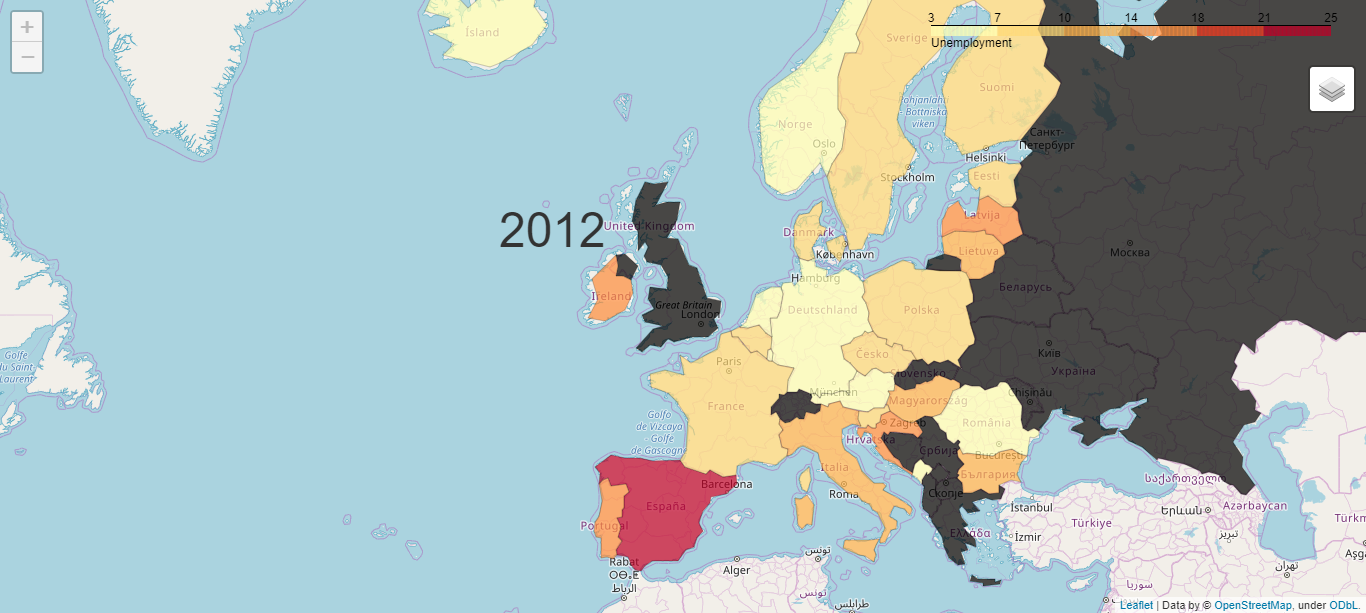 +
−
3 7 10 14 18 21 25
Unemployment
Ísland
Sverige
Suomi
Norge
Oslo
Pohjanlahti
- Bottniska
viken
Санкт-
Петербург
Helsinki
Stockholm
Eesti
Latvija
2012
United Kingdom
Danmark
København
Lietuva
Москва
Hamburg
Беларусь
Ireland
Great Britain
London
Deutschland
Polska
Golfe
du Saint-
Laurent
Paris
Česko
Київ
Україна
Slovensko
München
Chișinău
France
Magyarország
Golfo
de Vizcaya
- Golfe
de Gascogne
Zagreb
Hrvatska
România
Србија
București
Italia
България
Barcelona
Roma
Скопје
España
Portugal
Ελλάδα
İstanbul
İzmir
Türkiye
საქართველო
Երևան
Azərbaycan
Türkm
تبریز
Aşga
تهران
Rabat
ⵔⴱⴰⵟ
الرباط
Alger
تونس
تونس
طرابلس
سوريا
Leaflet | Data by © OpenStreetMap, under ODbL.